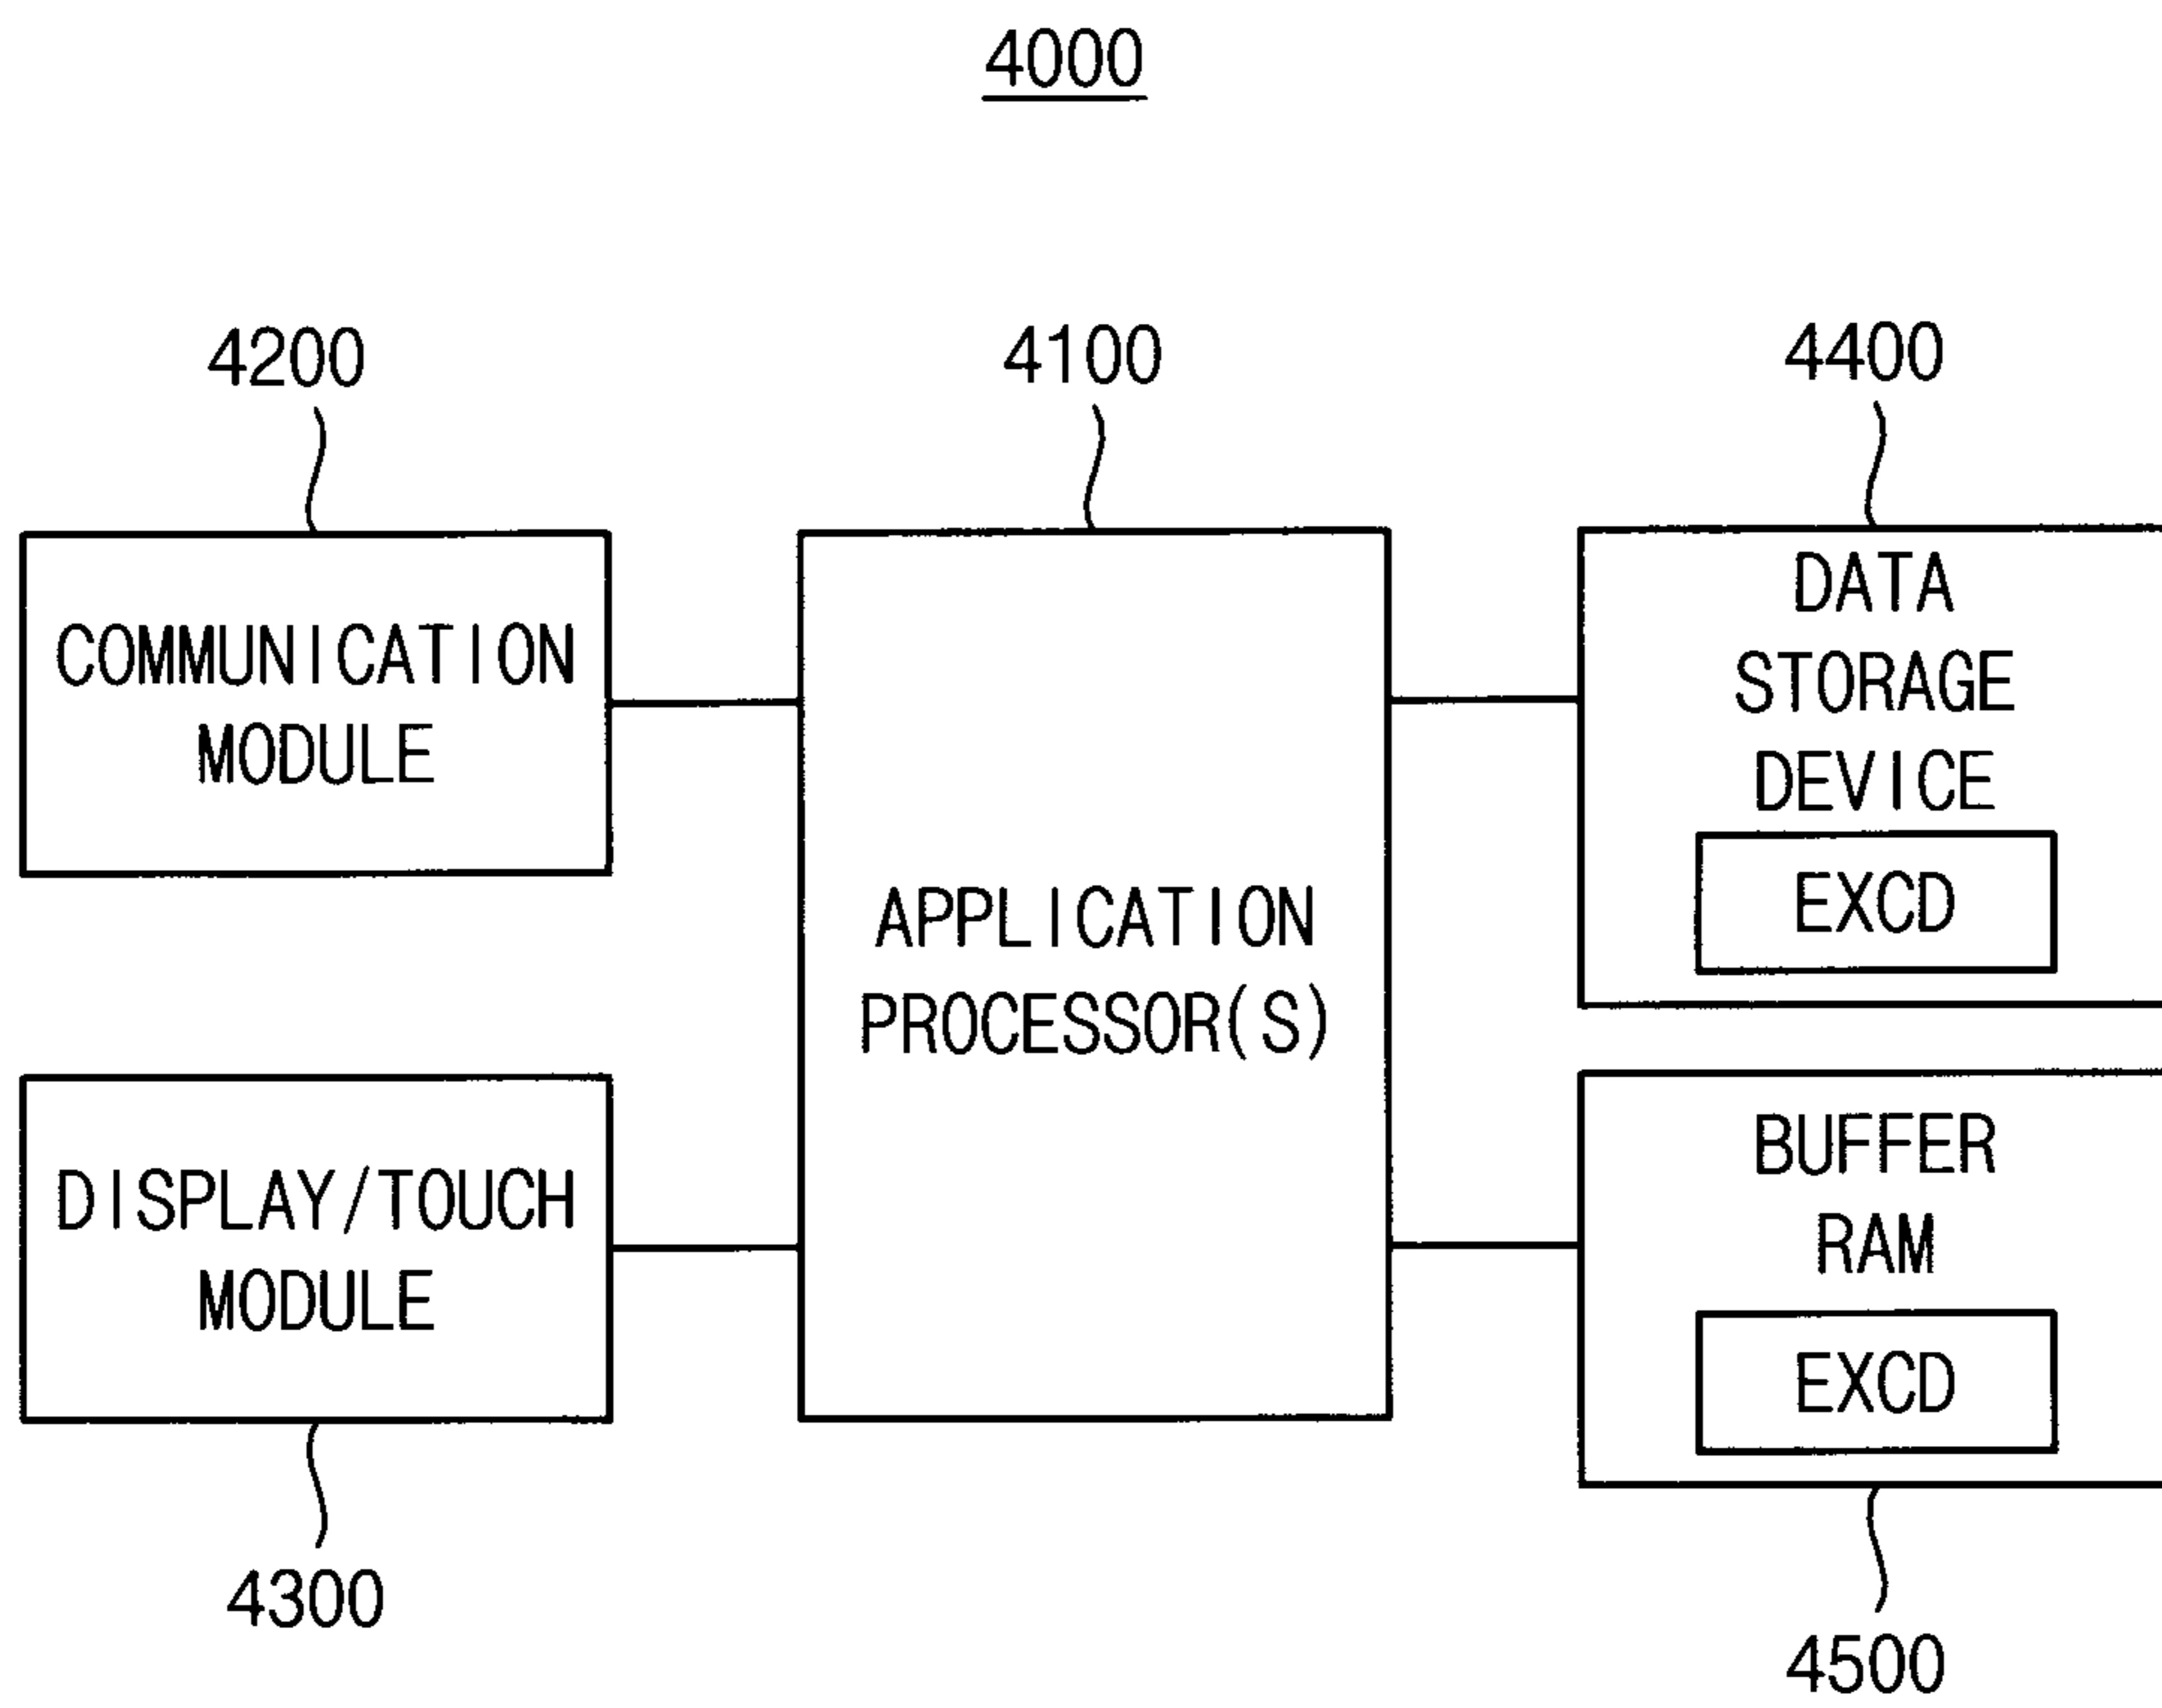 4000
4200
4100
4400
COMMUNICATION
MODULE
APPLICATION
PROCESSOR(S)
DATA
STORAGE
DEVICE
EXCD
DISPLAY/TOUCH
MODULE
BUFFER
RAM
EXCD
4300
4500